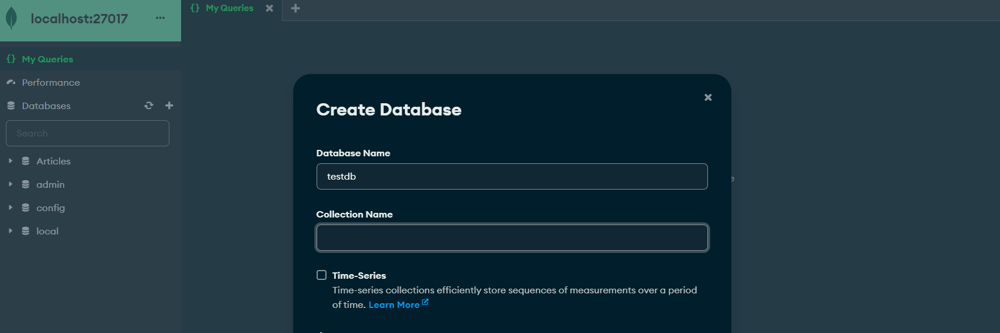 localhost:27017 ...
{} My Queries
{} My Queries
Performance
Databases
Search
Articles
admin
config
local
Create Database
Database Name
testdb
e
Collection Name
Time-Series
Time-series collections efficiently store sequences of measurements over a period
of time. Learn More